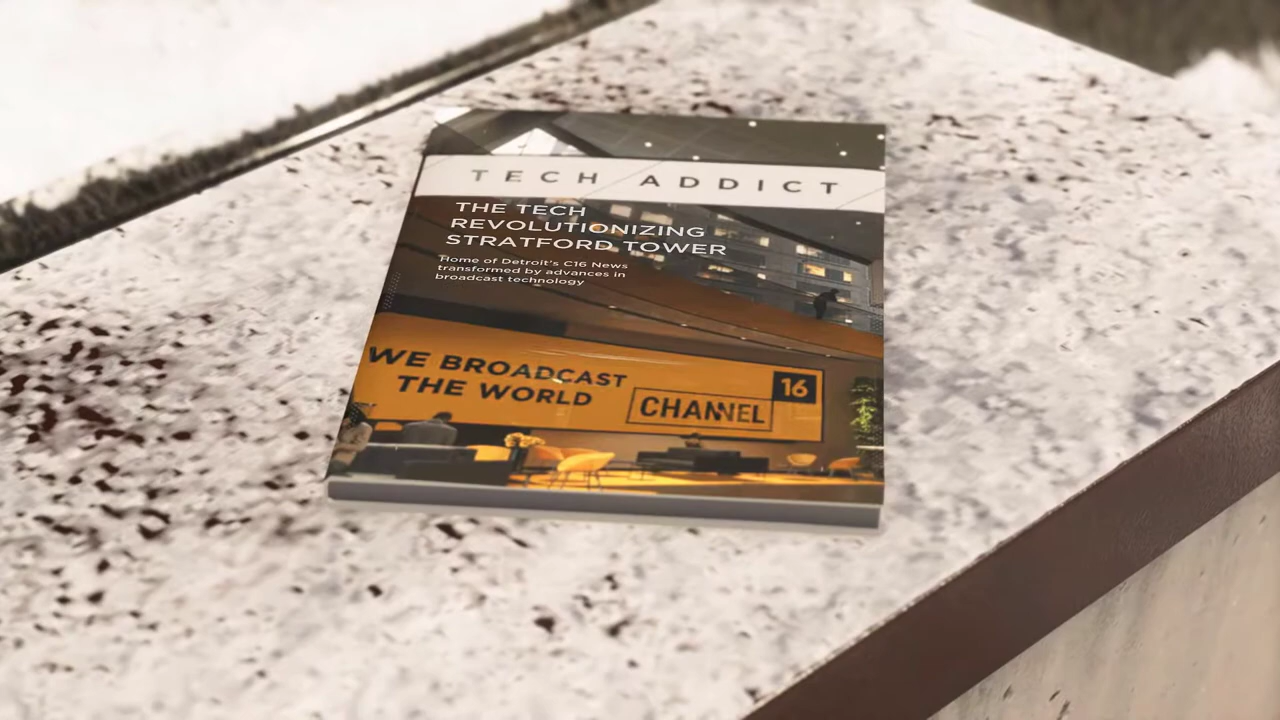 TECH ADDICT
THE TECH
REVOLUTIONIZING
STRATFORD TOWER
Home of Detroit's C16 News
transformed by advances in
broadcast technology
WE BROADCAST
THE WORLD
CHANNEL
16